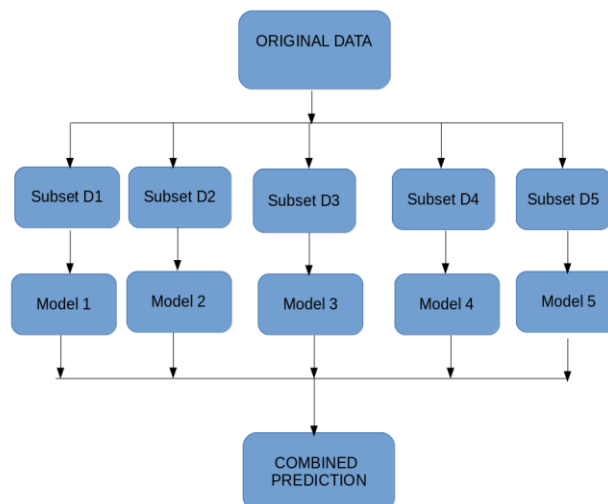 ORIGINAL DATA
Subset D1
Subset D2
Subset D3
Subset D4
Subset D5
Model 1
Model 2
Model 3
Model 4
Model 5
COMBINED
PREDICTION